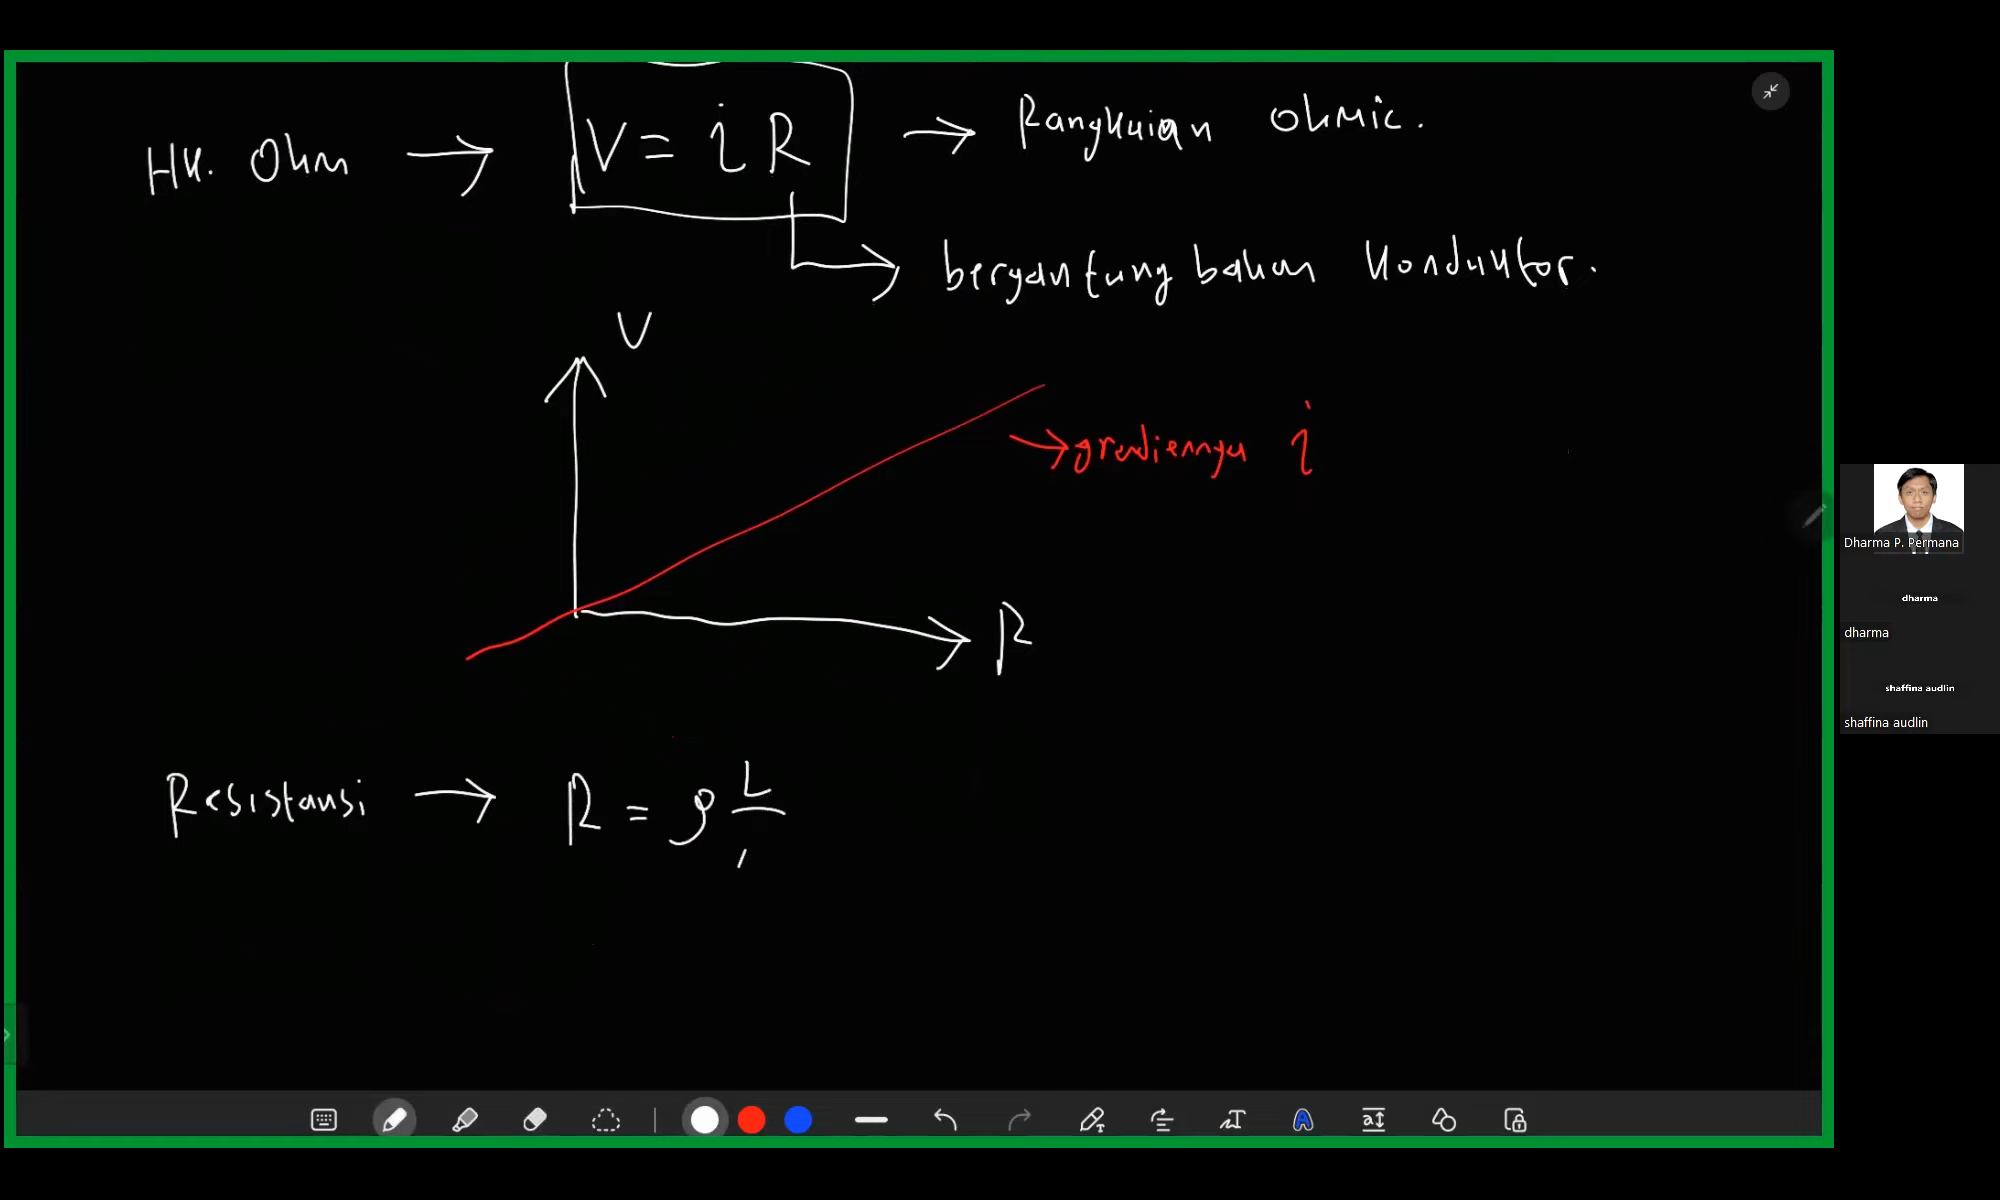 Hk. Ohm → V = i R → Rangkaian Ohmic.
bergantung bahan konduktor.
V
→ gradiennya i
R
Resistansi → R = ρ L
Dharma P. Permana
dharma
dharma
shaffina audlin
shaffina audlin